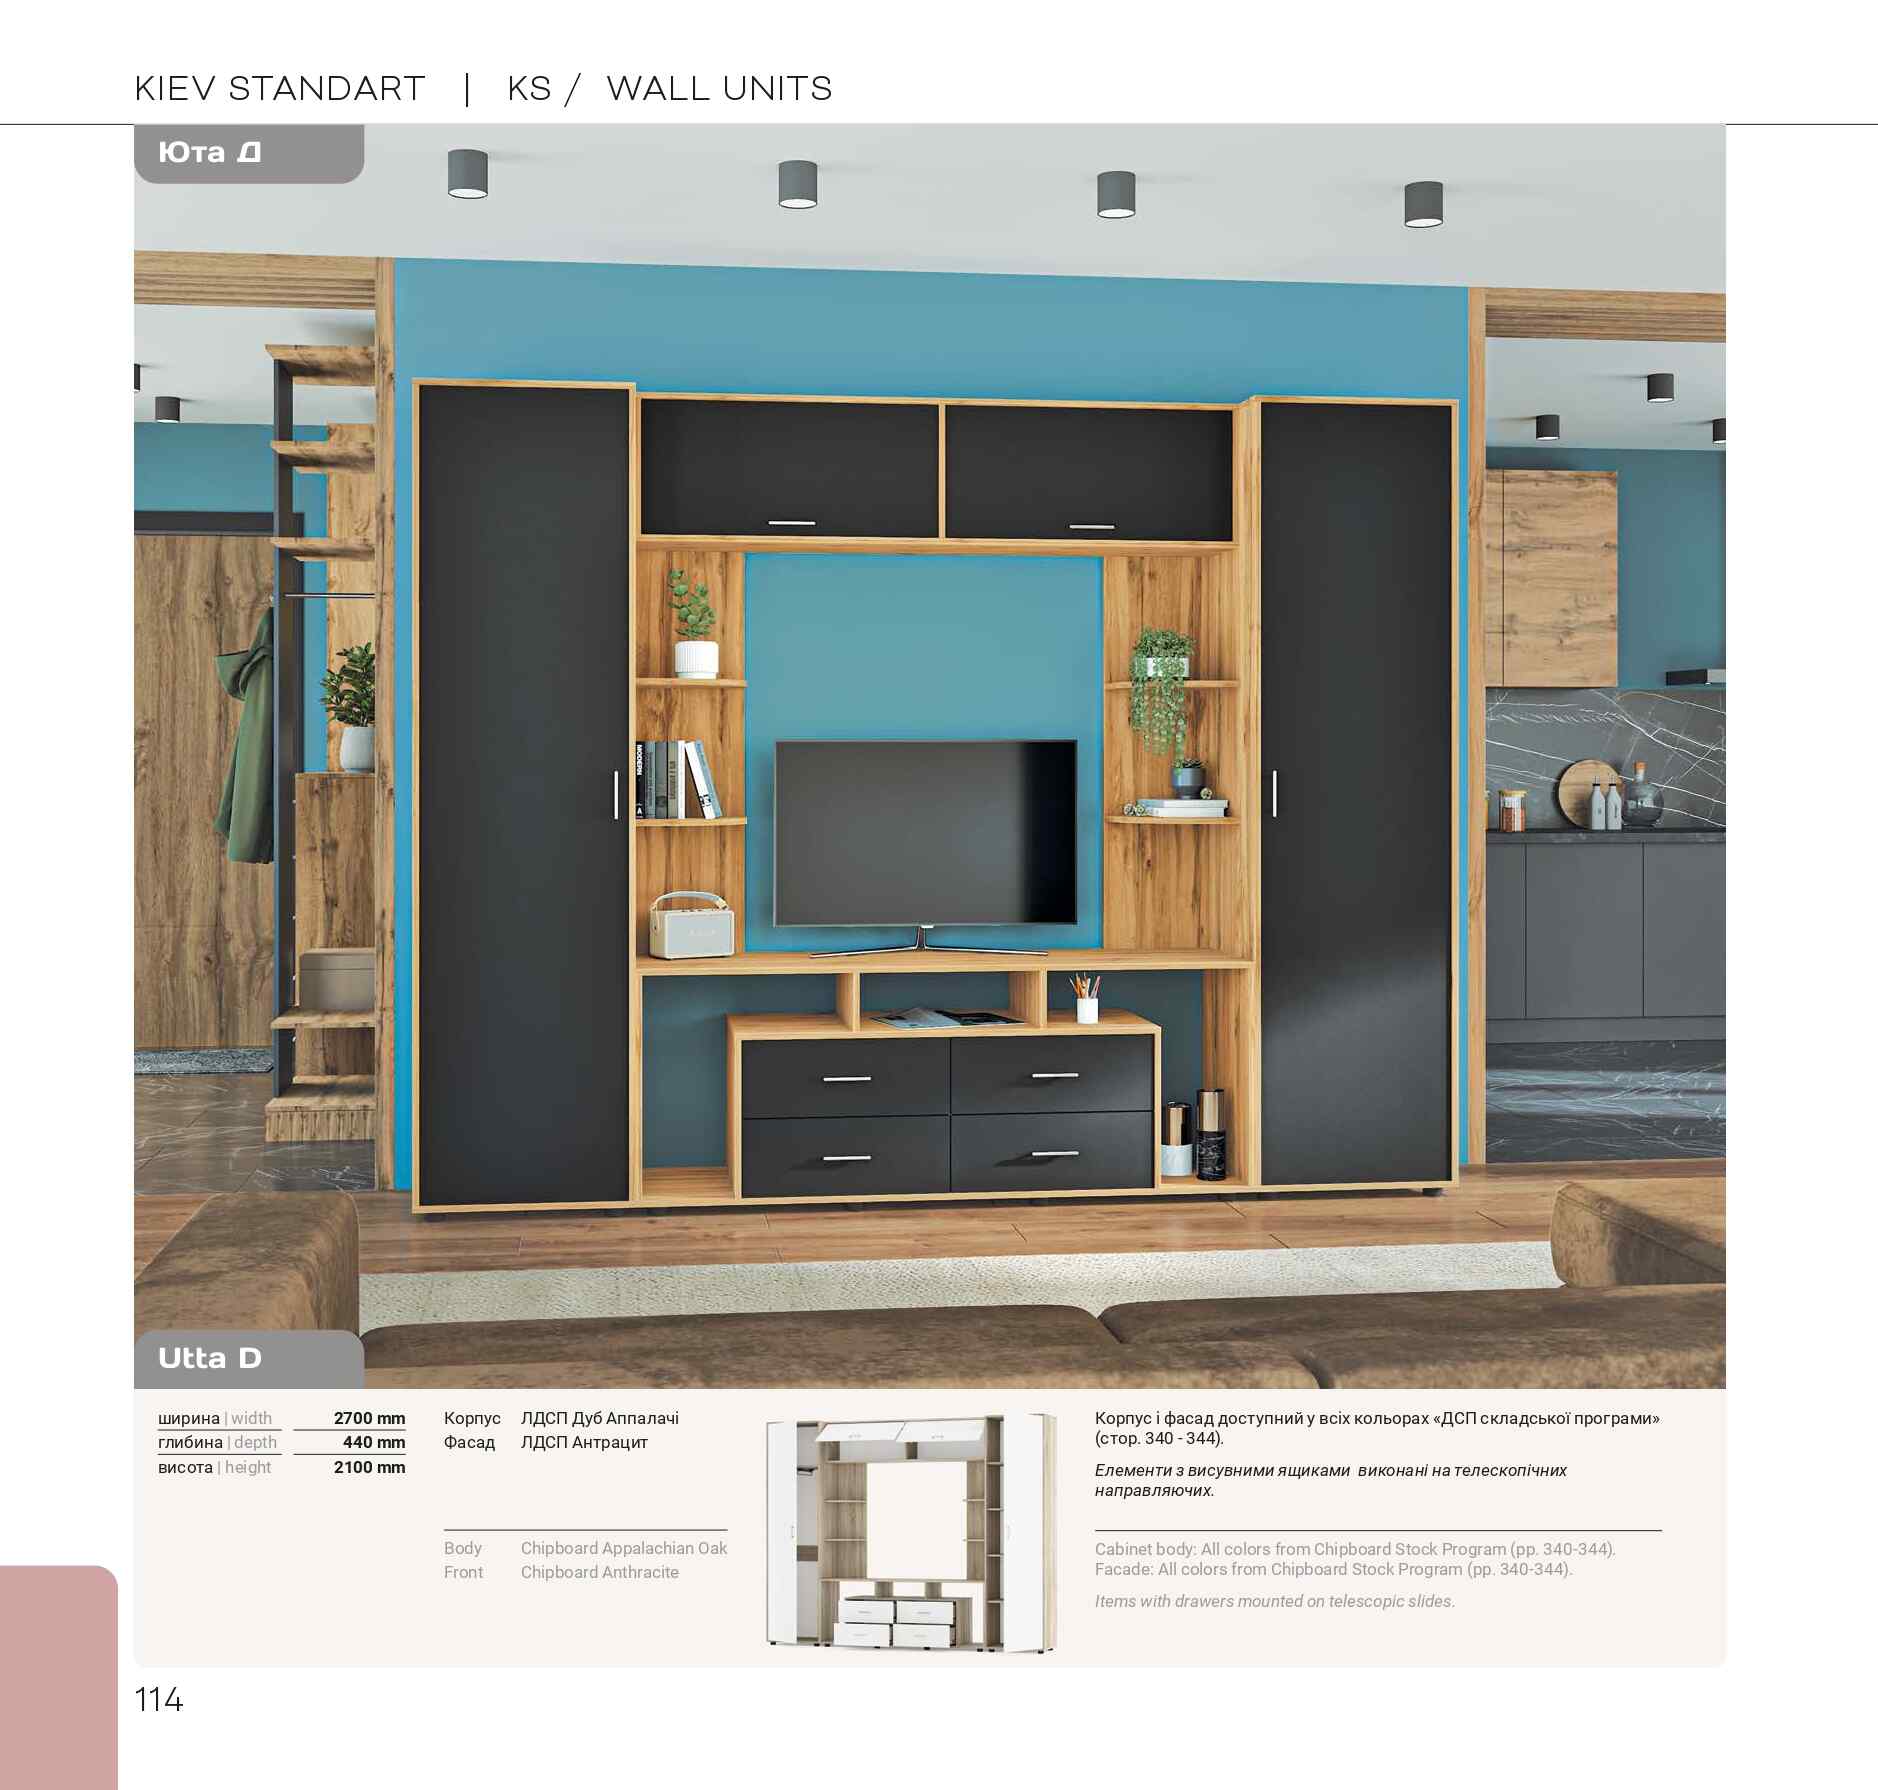 KIEV STANDART | KS / WALL UNITS
Юта Д
MODERN
Utta D
ширина | width 2700 mm
глибина | depth 440 mm
висота | height 2100 mm
Корпус ЛДСП Дуб Аппалачі
Фасад ЛДСП Антрацит
Body Chipboard Appalachian Oak
Front Chipboard Anthracite
Корпус і фасад доступний у всіх кольорах «ДСП складської програми»
(стор. 340 - 344).
Елементи з висувними ящиками виконані на телескопічних
направляючих.
Cabinet body: All colors from Chipboard Stock Program (pp. 340-344).
Facade: All colors from Chipboard Stock Program (pp. 340-344).
Items with drawers mounted on telescopic slides.
114